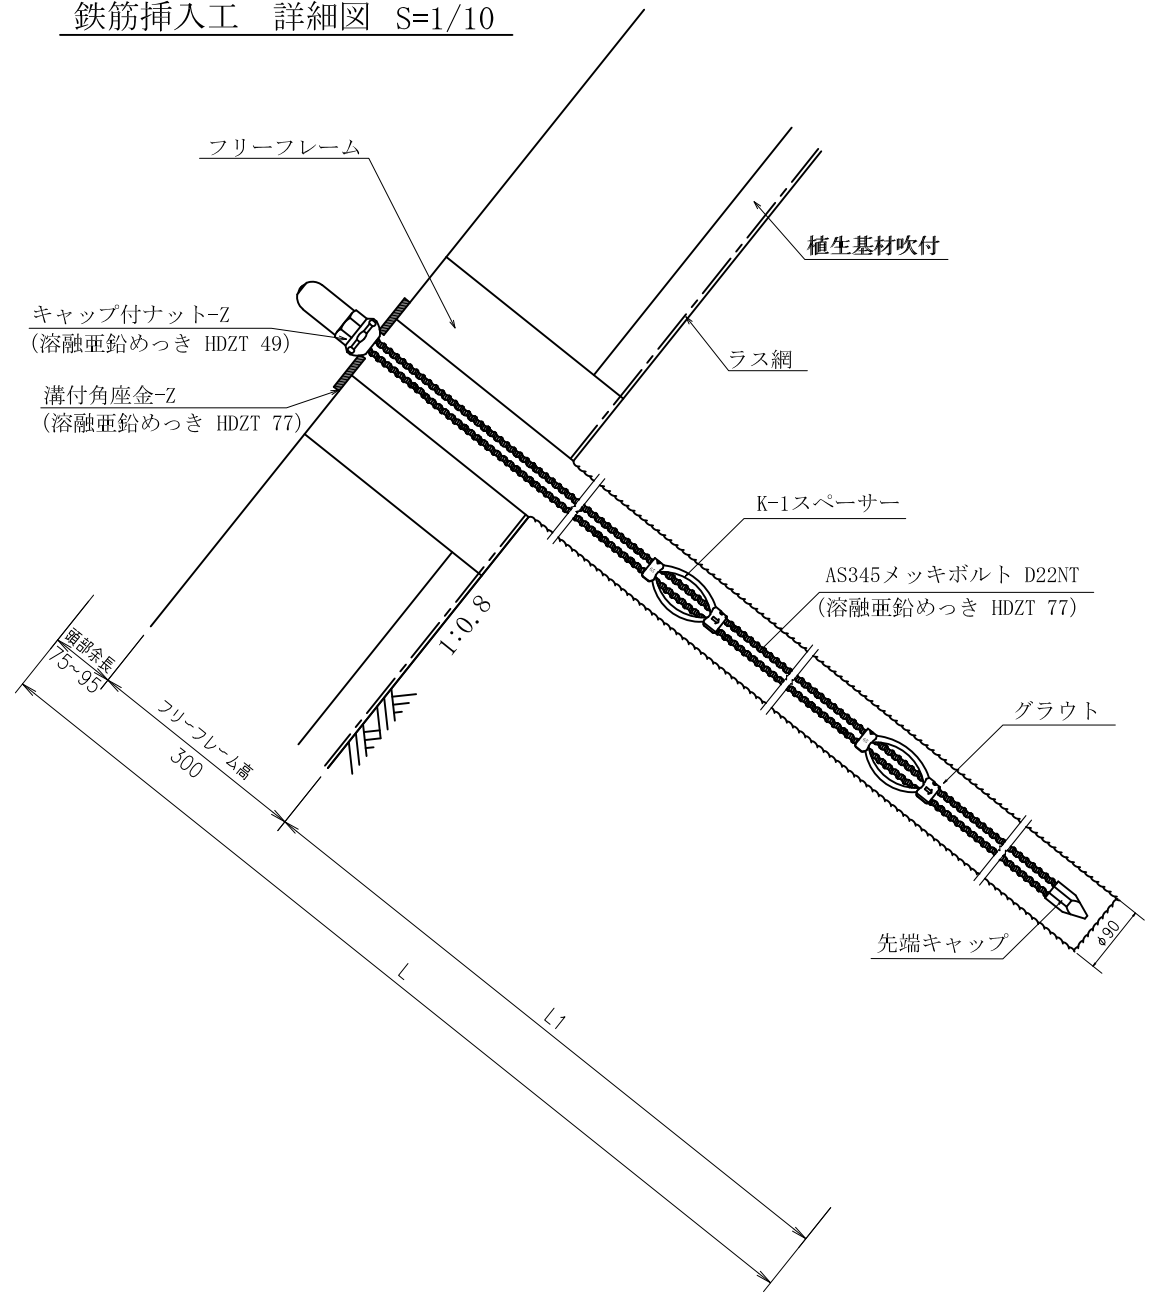 鉄筋挿入工　詳細図 S=1/10
フリーフレーム
植生基材吹付
キャップ付ナット-Z
(溶融亜鉛めっき HDZT 49)
ラス網
溝付角座金-Z
(溶融亜鉛めっき HDZT 77)
K-1スペーサー
AS345メッキボルト D22NT
(溶融亜鉛めっき HDZT 77)
1:0.8
頭部余長
75~95
フリーフレーム高
300
グラウト
先端キャップ
φ90
L
L1